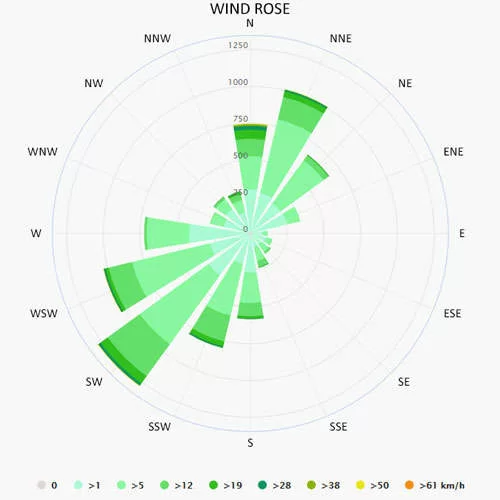 WIND ROSE
N
NNW
NNE
1250
NW
NE
1000
750
WNW
ENE
500
250
W
0
E
WSW
ESE
SW
SE
SSW
SSE
S
0 >1 >5 >12 >19 >28 >38 >50 >61 km/h